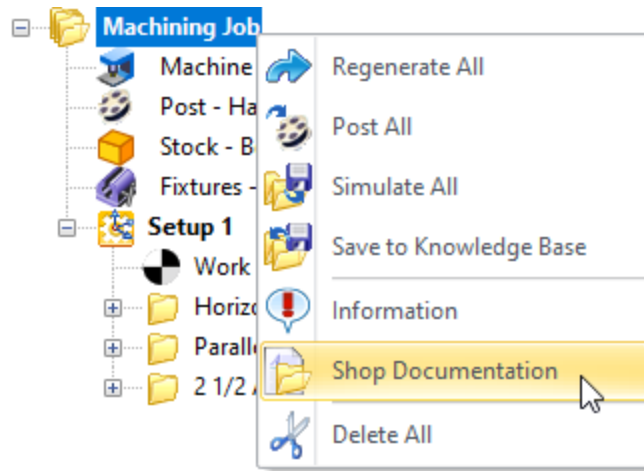 Machining Job
Machine
Regenerate All
Post - Ha
Post All
Stock - B
Simulate All
Fixtures -
Setup 1
Save to Knowledge Base
Work
Horizo
Information
Parall
Shop Documentation
2 1/2
Delete All